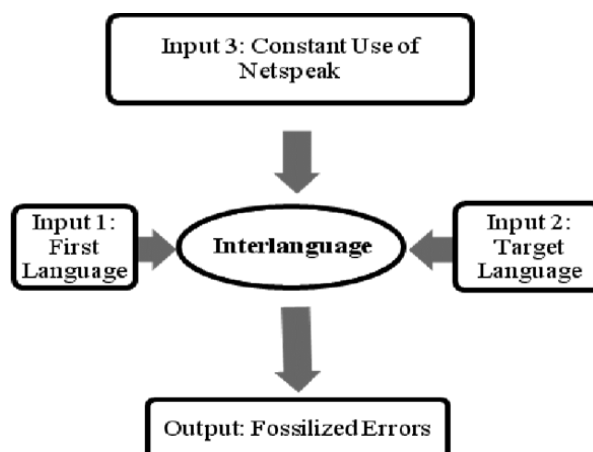 Input 3: Constant Use of
Netspeak
Input 1:
First
Language
Interlanguage
Input 2:
Target
Language
Output: Fossilized Errors